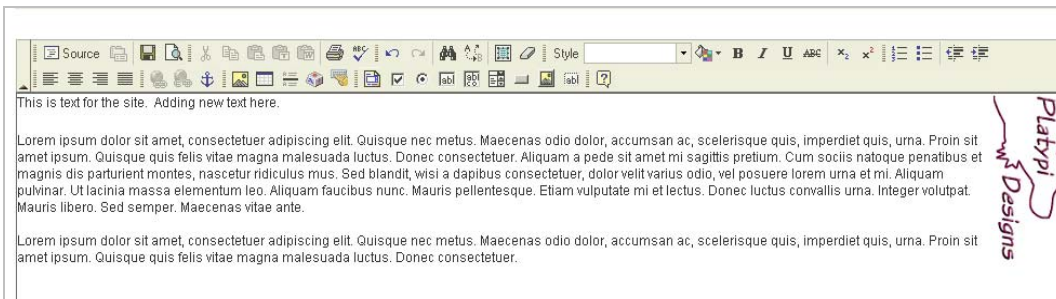 Source
Style
B I U ABC x₂ x²
This is text for the site.  Adding new text here.
Lorem ipsum dolor sit amet, consectetuer adipiscing elit. Quisque nec metus. Maecenas odio dolor, accumsan ac, scelerisque quis, imperdiet quis, urna. Proin sit
amet ipsum. Quisque quis felis vitae magna malesuada luctus. Donec consectetuer. Aliquam a pede sit amet mi sagittis pretium. Cum sociis natoque penatibus et
magnis dis parturient montes, nascetur ridiculus mus. Sed blandit, wisi a dapibus consectetuer, dolor velit varius odio, vel posuere lorem urna et mi. Aliquam
pulvinar. Ut lacinia massa elementum leo. Aliquam faucibus nunc. Mauris pellentesque. Etiam vulputate mi et lectus. Donec luctus convallis urna. Integer volutpat.
Mauris libero. Sed semper. Maecenas vitae ante.
Lorem ipsum dolor sit amet, consectetuer adipiscing elit. Quisque nec metus. Maecenas odio dolor, accumsan ac, scelerisque quis, imperdiet quis, urna. Proin sit
amet ipsum. Quisque quis felis vitae magna malesuada luctus. Donec consectetuer.
Platypi
Designs